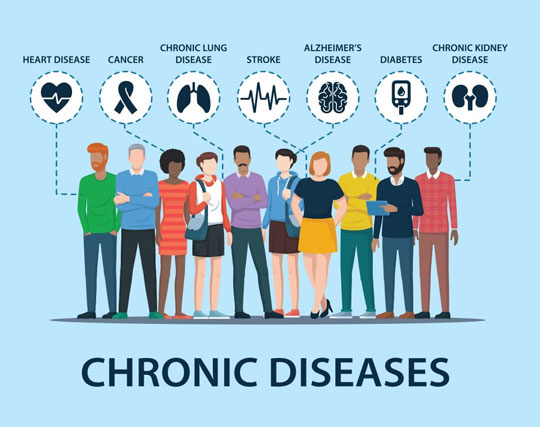 HEART DISEASE
CANCER
CHRONIC LUNG
DISEASE
STROKE
ALZHEIMER'S
DISEASE
DIABETES
CHRONIC KIDNEY
DISEASE
CHRONIC DISEASES